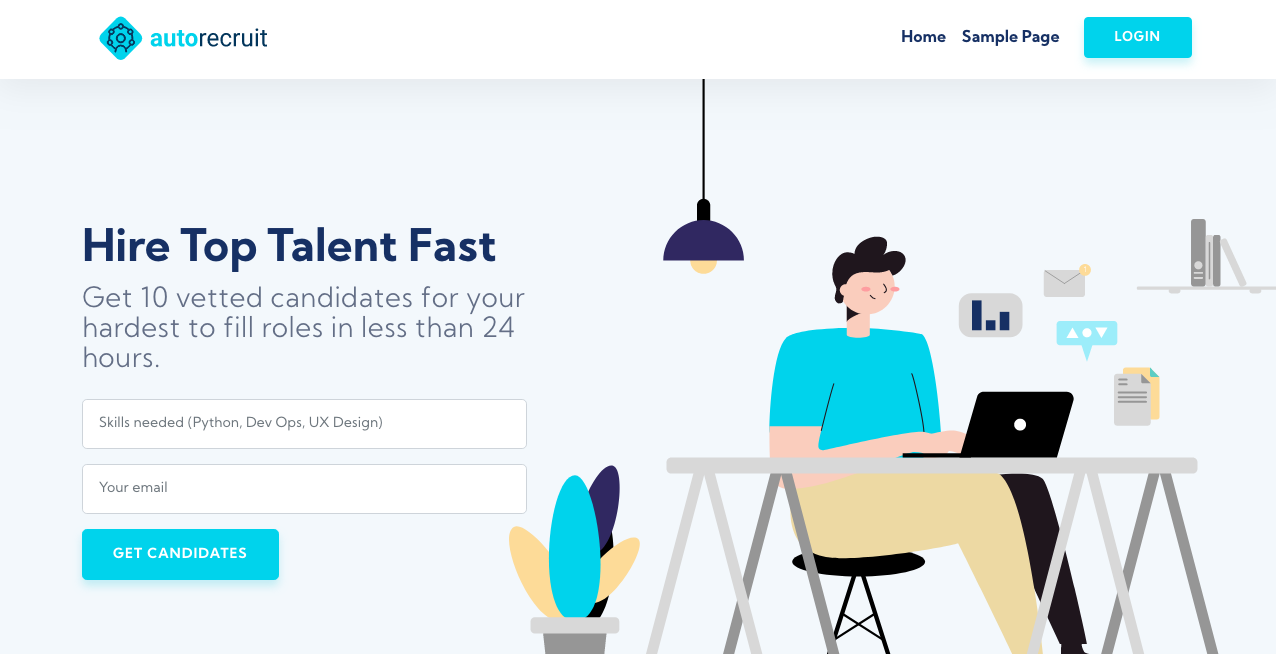 autorecruit
Home Sample Page LOGIN
Hire Top Talent Fast
Get 10 vetted candidates for your
hardest to fill roles in less than 24
hours.
Skills needed (Python, Dev Ops, UX Design)
Your email
GET CANDIDATES